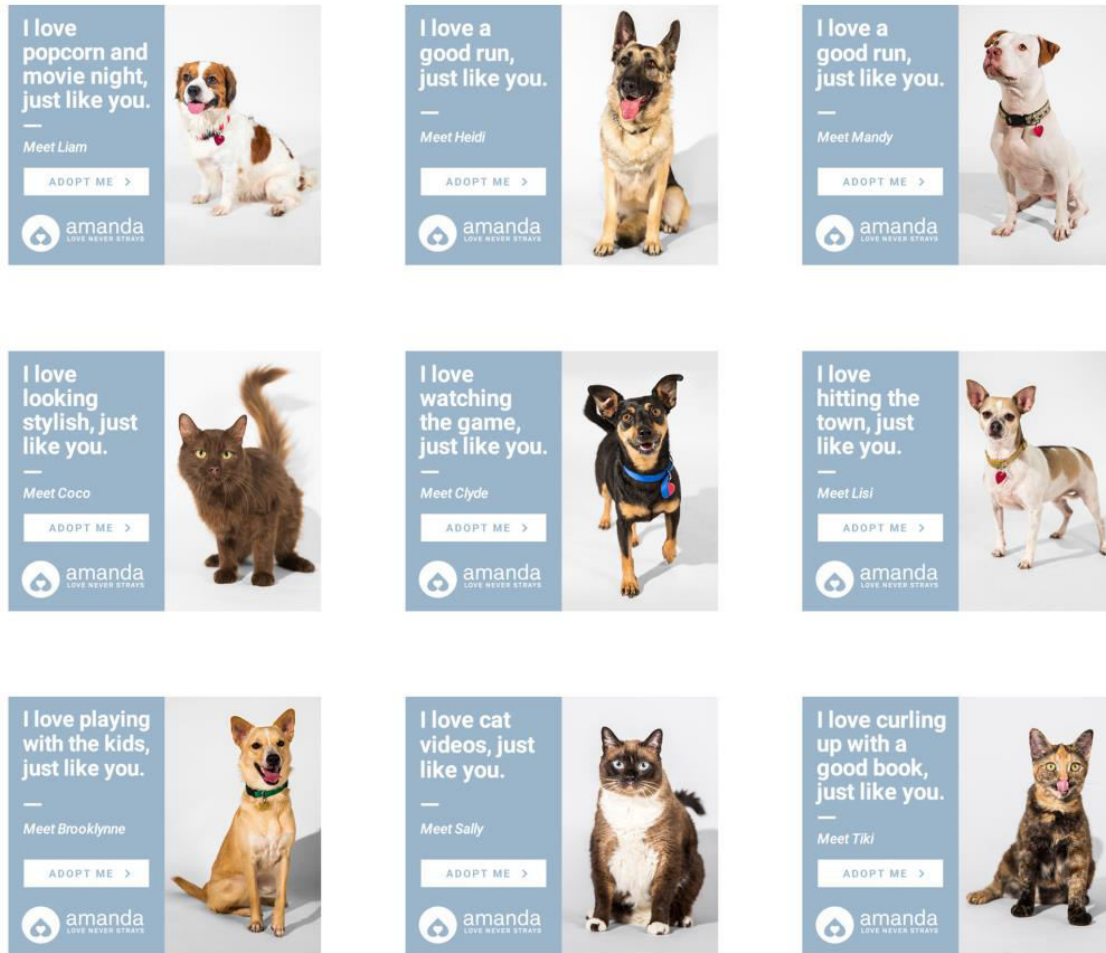 I love
popcorn and
movie night,
just like you.
Meet Liam
ADOPT ME >
amanda
LOVE NEVER STRAYS
I love a
good run,
just like you.
Meet Heidi
ADOPT ME >
amanda
LOVE NEVER STRAYS
I love a
good run,
just like you.
Meet Mandy
ADOPT ME >
amanda
LOVE NEVER STRAYS
I love
looking
stylish, just
like you.
Meet Coco
ADOPT ME >
amanda
LOVE NEVER STRAYS
I love
watching
the game,
just like you.
Meet Clyde
ADOPT ME >
amanda
LOVE NEVER STRAYS
I love
hitting the
town, just
like you.
Meet Lisi
ADOPT ME >
amanda
LOVE NEVER STRAYS
I love playing
with the kids,
just like you.
Meet Brooklynne
ADOPT ME >
amanda
LOVE NEVER STRAYS
I love cat
videos, just
like you.
Meet Sally
ADOPT ME >
amanda
LOVE NEVER STRAYS
I love curling
up with a
good book,
just like you.
Meet Tiki
ADOPT ME >
amanda
LOVE NEVER STRAYS